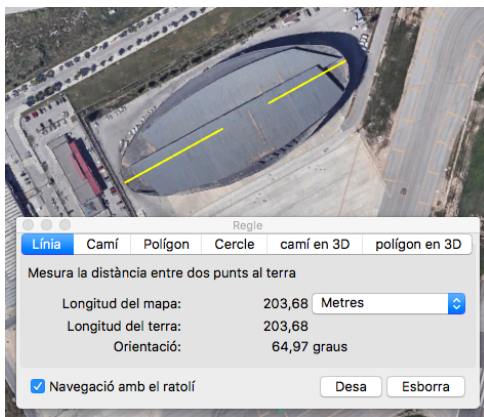 Regle
Línia Camí Polígon Cercle camí en 3D polígon en 3D
Mesura la distància entre dos punts al terra
Longitud del mapa: 203,68 Metres
Longitud del terra: 203,68
Orientació: 64,97 graus
Navegació amb el ratolí Desa Esborra